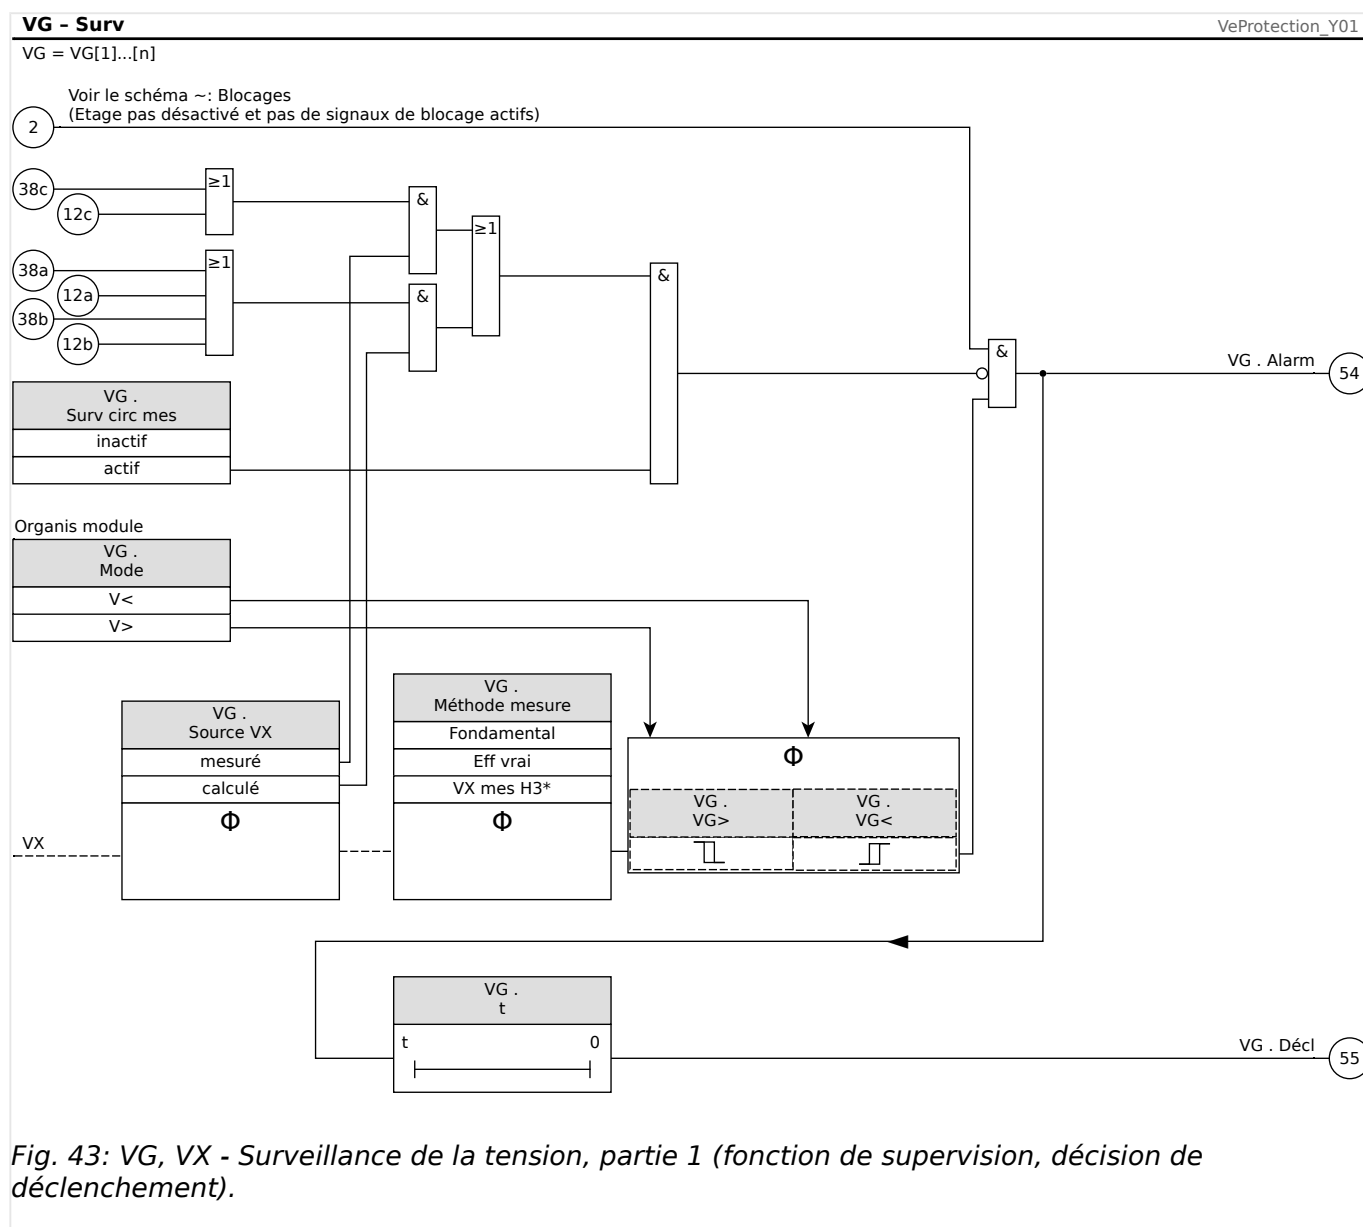 VG – Surv
VeProtection_Y01
VG = VG[1]...[n]
Voir le schéma ~: Blocages
(Etage pas désactivé et pas de signaux de blocage actifs)
2
38c
12c
≥1
&
≥1
38a
12a
38b
12b
≥1
&
&
&
VG . Alarm
54
VG .
Surv circ mes
inactif
actif
Organis module
VG .
Mode
V<
V>
VG .
Source VX
mesuré
calculé
Φ
VX
VG .
Méthode mesure
Fondamental
Eff vrai
VX mes H3*
Φ
Φ
VG .
VG>
VG .
VG<
VG .
t
t
0
VG . Décl
55
Fig. 43: VG, VX - Surveillance de la tension, partie 1 (fonction de supervision, décision de
déclenchement).